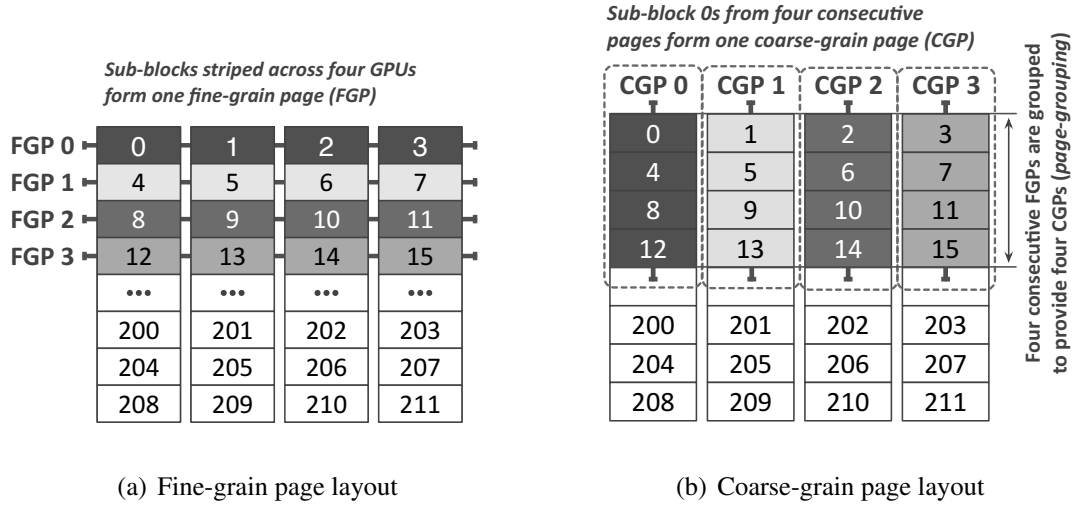 Sub-blocks striped across four GPUs
form one fine-grain page (FGP)
FGP 0 0 1 2 3
FGP 1 4 5 6 7
FGP 2 8 9 10 11
FGP 3 12 13 14 15
••• ••• ••• •••
200 201 202 203
204 205 206 207
208 209 210 211
(a) Fine-grain page layout
Sub-block 0s from four consecutive
pages form one coarse-grain page (CGP)
CGP 0 CGP 1 CGP 2 CGP 3
0 1 2 3
4 5 6 7
8 9 10 11
12 13 14 15
200 201 202 203
204 205 206 207
208 209 210 211
Four consecutive FGPs are grouped
to provide four CGPs (page-grouping)
(b) Coarse-grain page layout